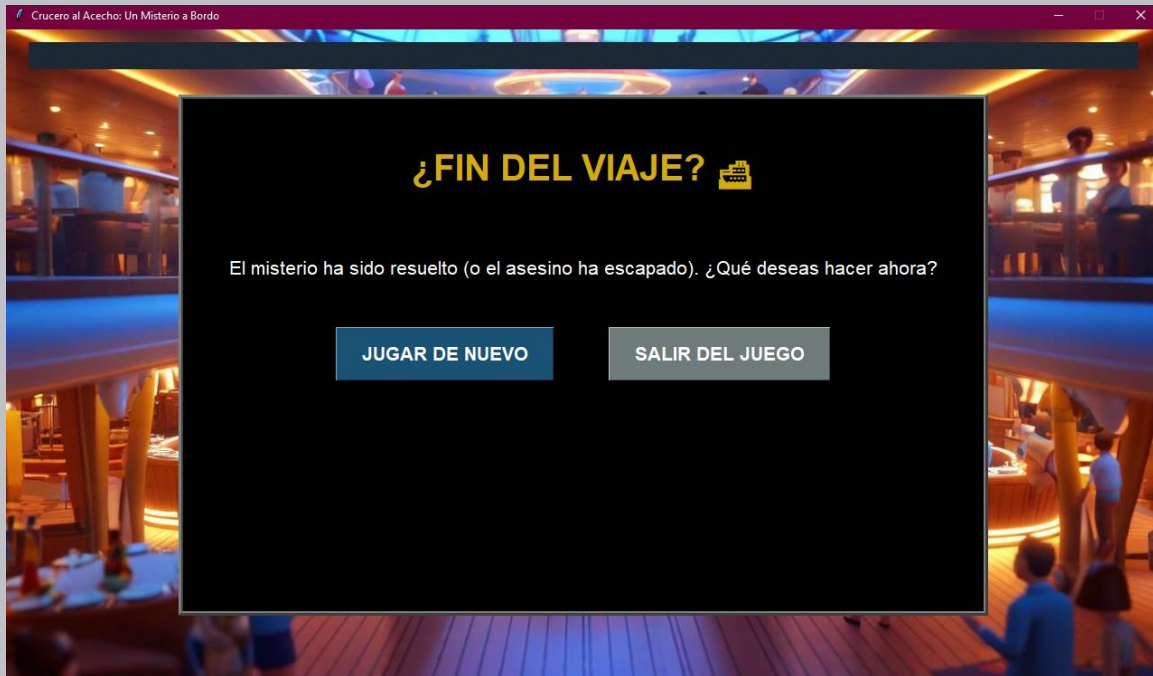 Crucero al Acecho: Un Misterio a Bordo
¿FIN DEL VIAJE? 🛳
El misterio ha sido resuelto (o el asesino ha escapado). ¿Qué deseas hacer ahora?
JUGAR DE NUEVO
SALIR DEL JUEGO